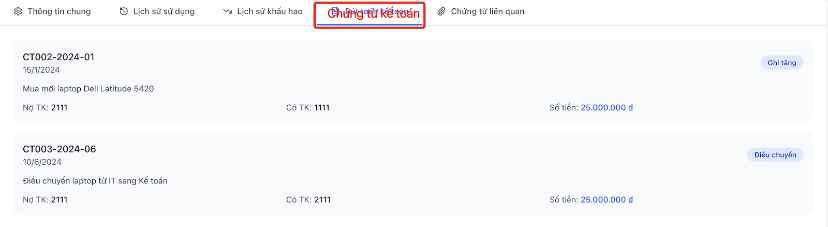 Thông tin chung
Lịch sử sử dụng
Lịch sử khấu hao
Chứng từ kế toán
Chứng từ liên quan
CT002-2024-01
15/1/2024
Ghi tăng
Mua mới laptop Dell Latitude 5420
Nợ TK: 2111
Có TK: 1111
Số tiền: 25.000.000 ₫
CT003-2024-06
10/6/2024
Điều chuyển
Điều chuyển laptop từ IT sang Kế toán
Nợ TK: 2111
Có TK: 2111
Số tiền: 25.000.000 ₫